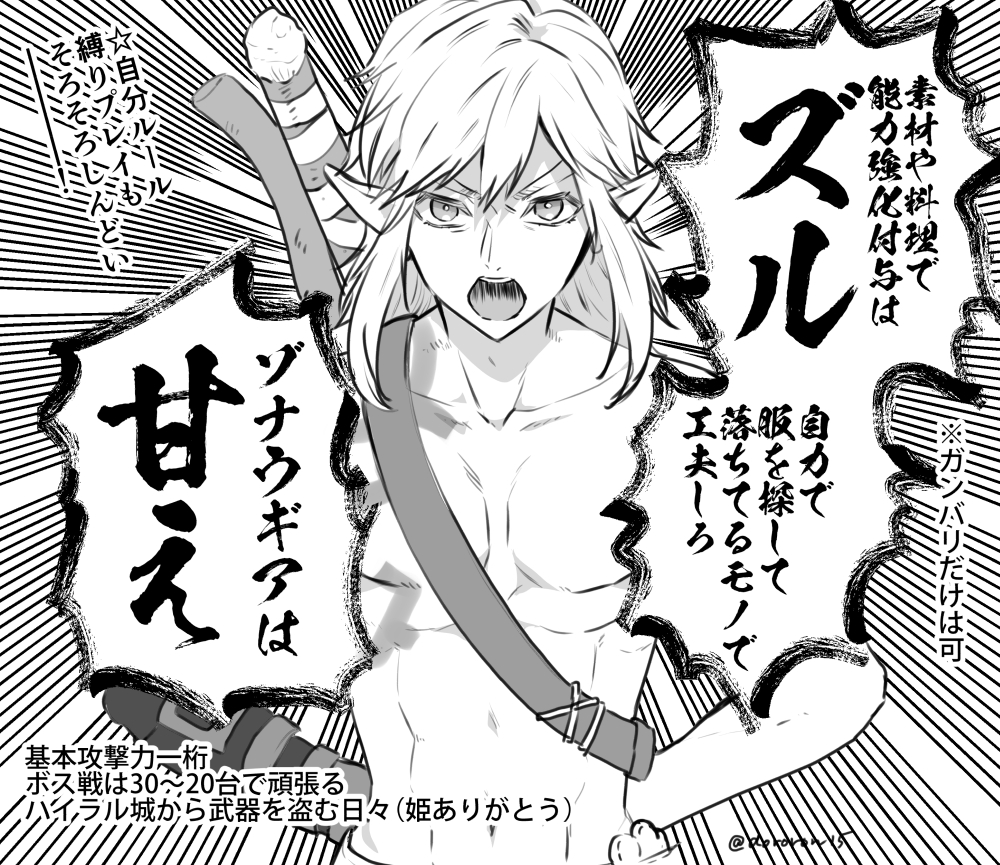 素材や料理で
能力強化付与は
ズル
自力で
服を探して
落ちてるモノで
工夫しろ
※ガンバリだけは可
ゾナウギアは
甘え
☆自分ルール
縛りプレイも
そろそろしんどい
ー！
基本攻撃力一桁
ボス戦は30～20台で頑張る
ハイラル城から武器を盗む日々（姫ありがとう）
@dororon15